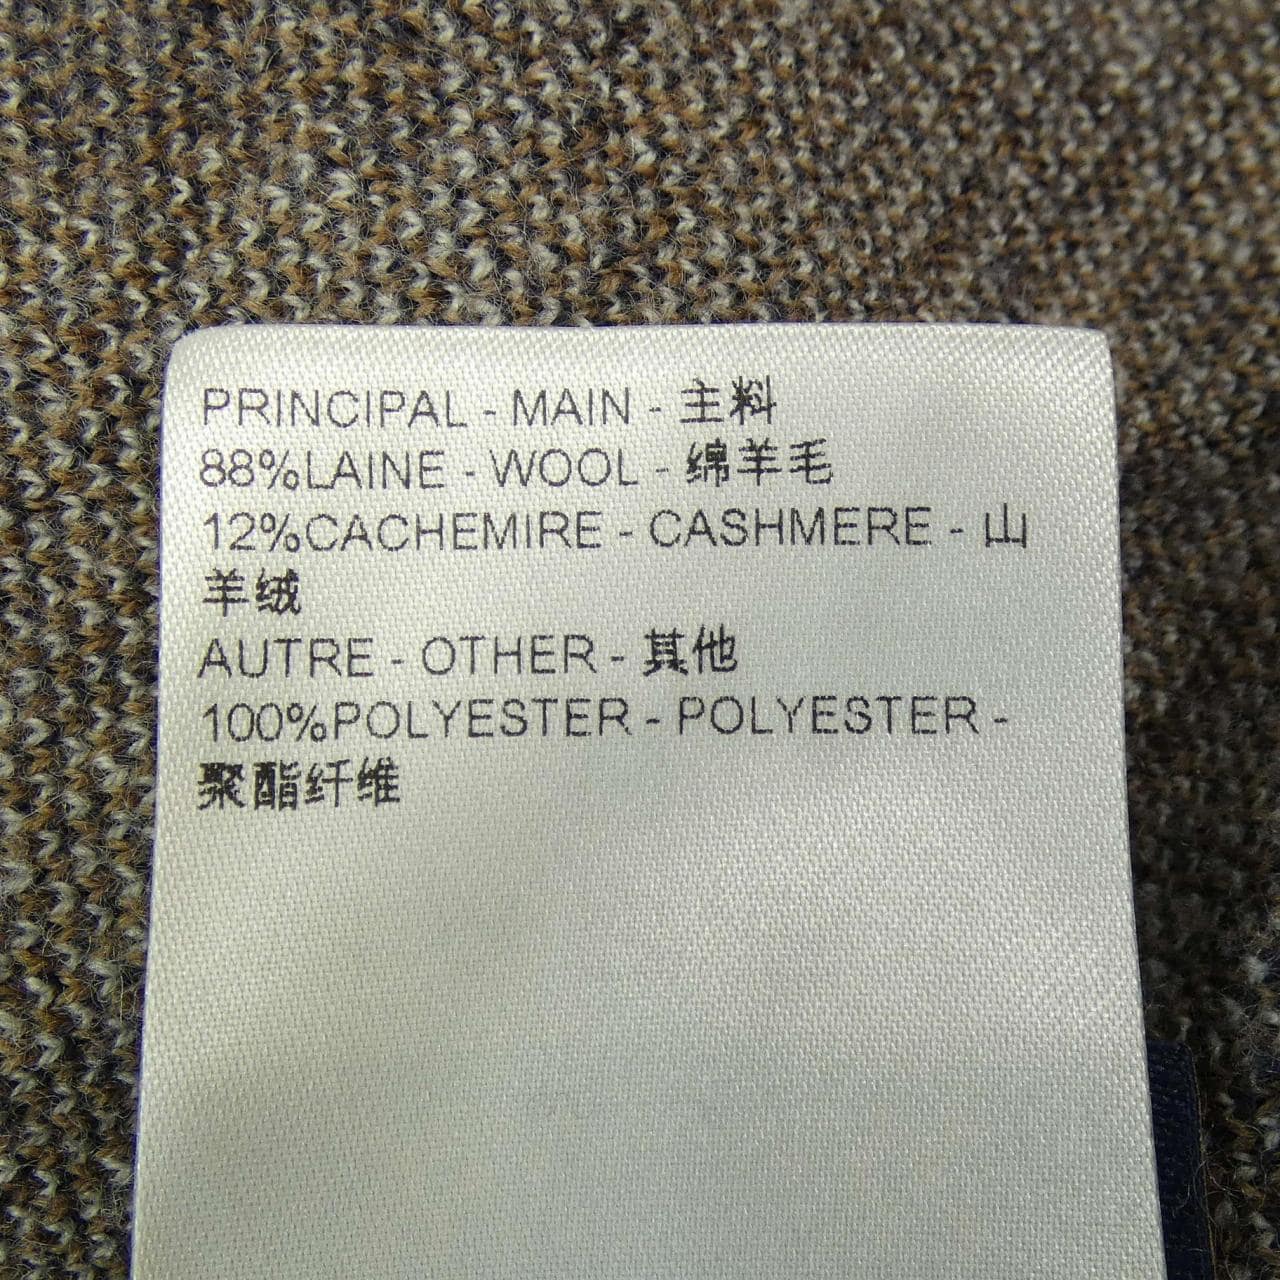 PRINCIPAL - MAIN - 主料
88%LAINE - WOOL - 绵羊毛
12%CACHEMIRE - CASHMERE - 山
羊绒
AUTRE - OTHER - 其他
100%POLYESTER - POLYESTER -
聚酯纤维